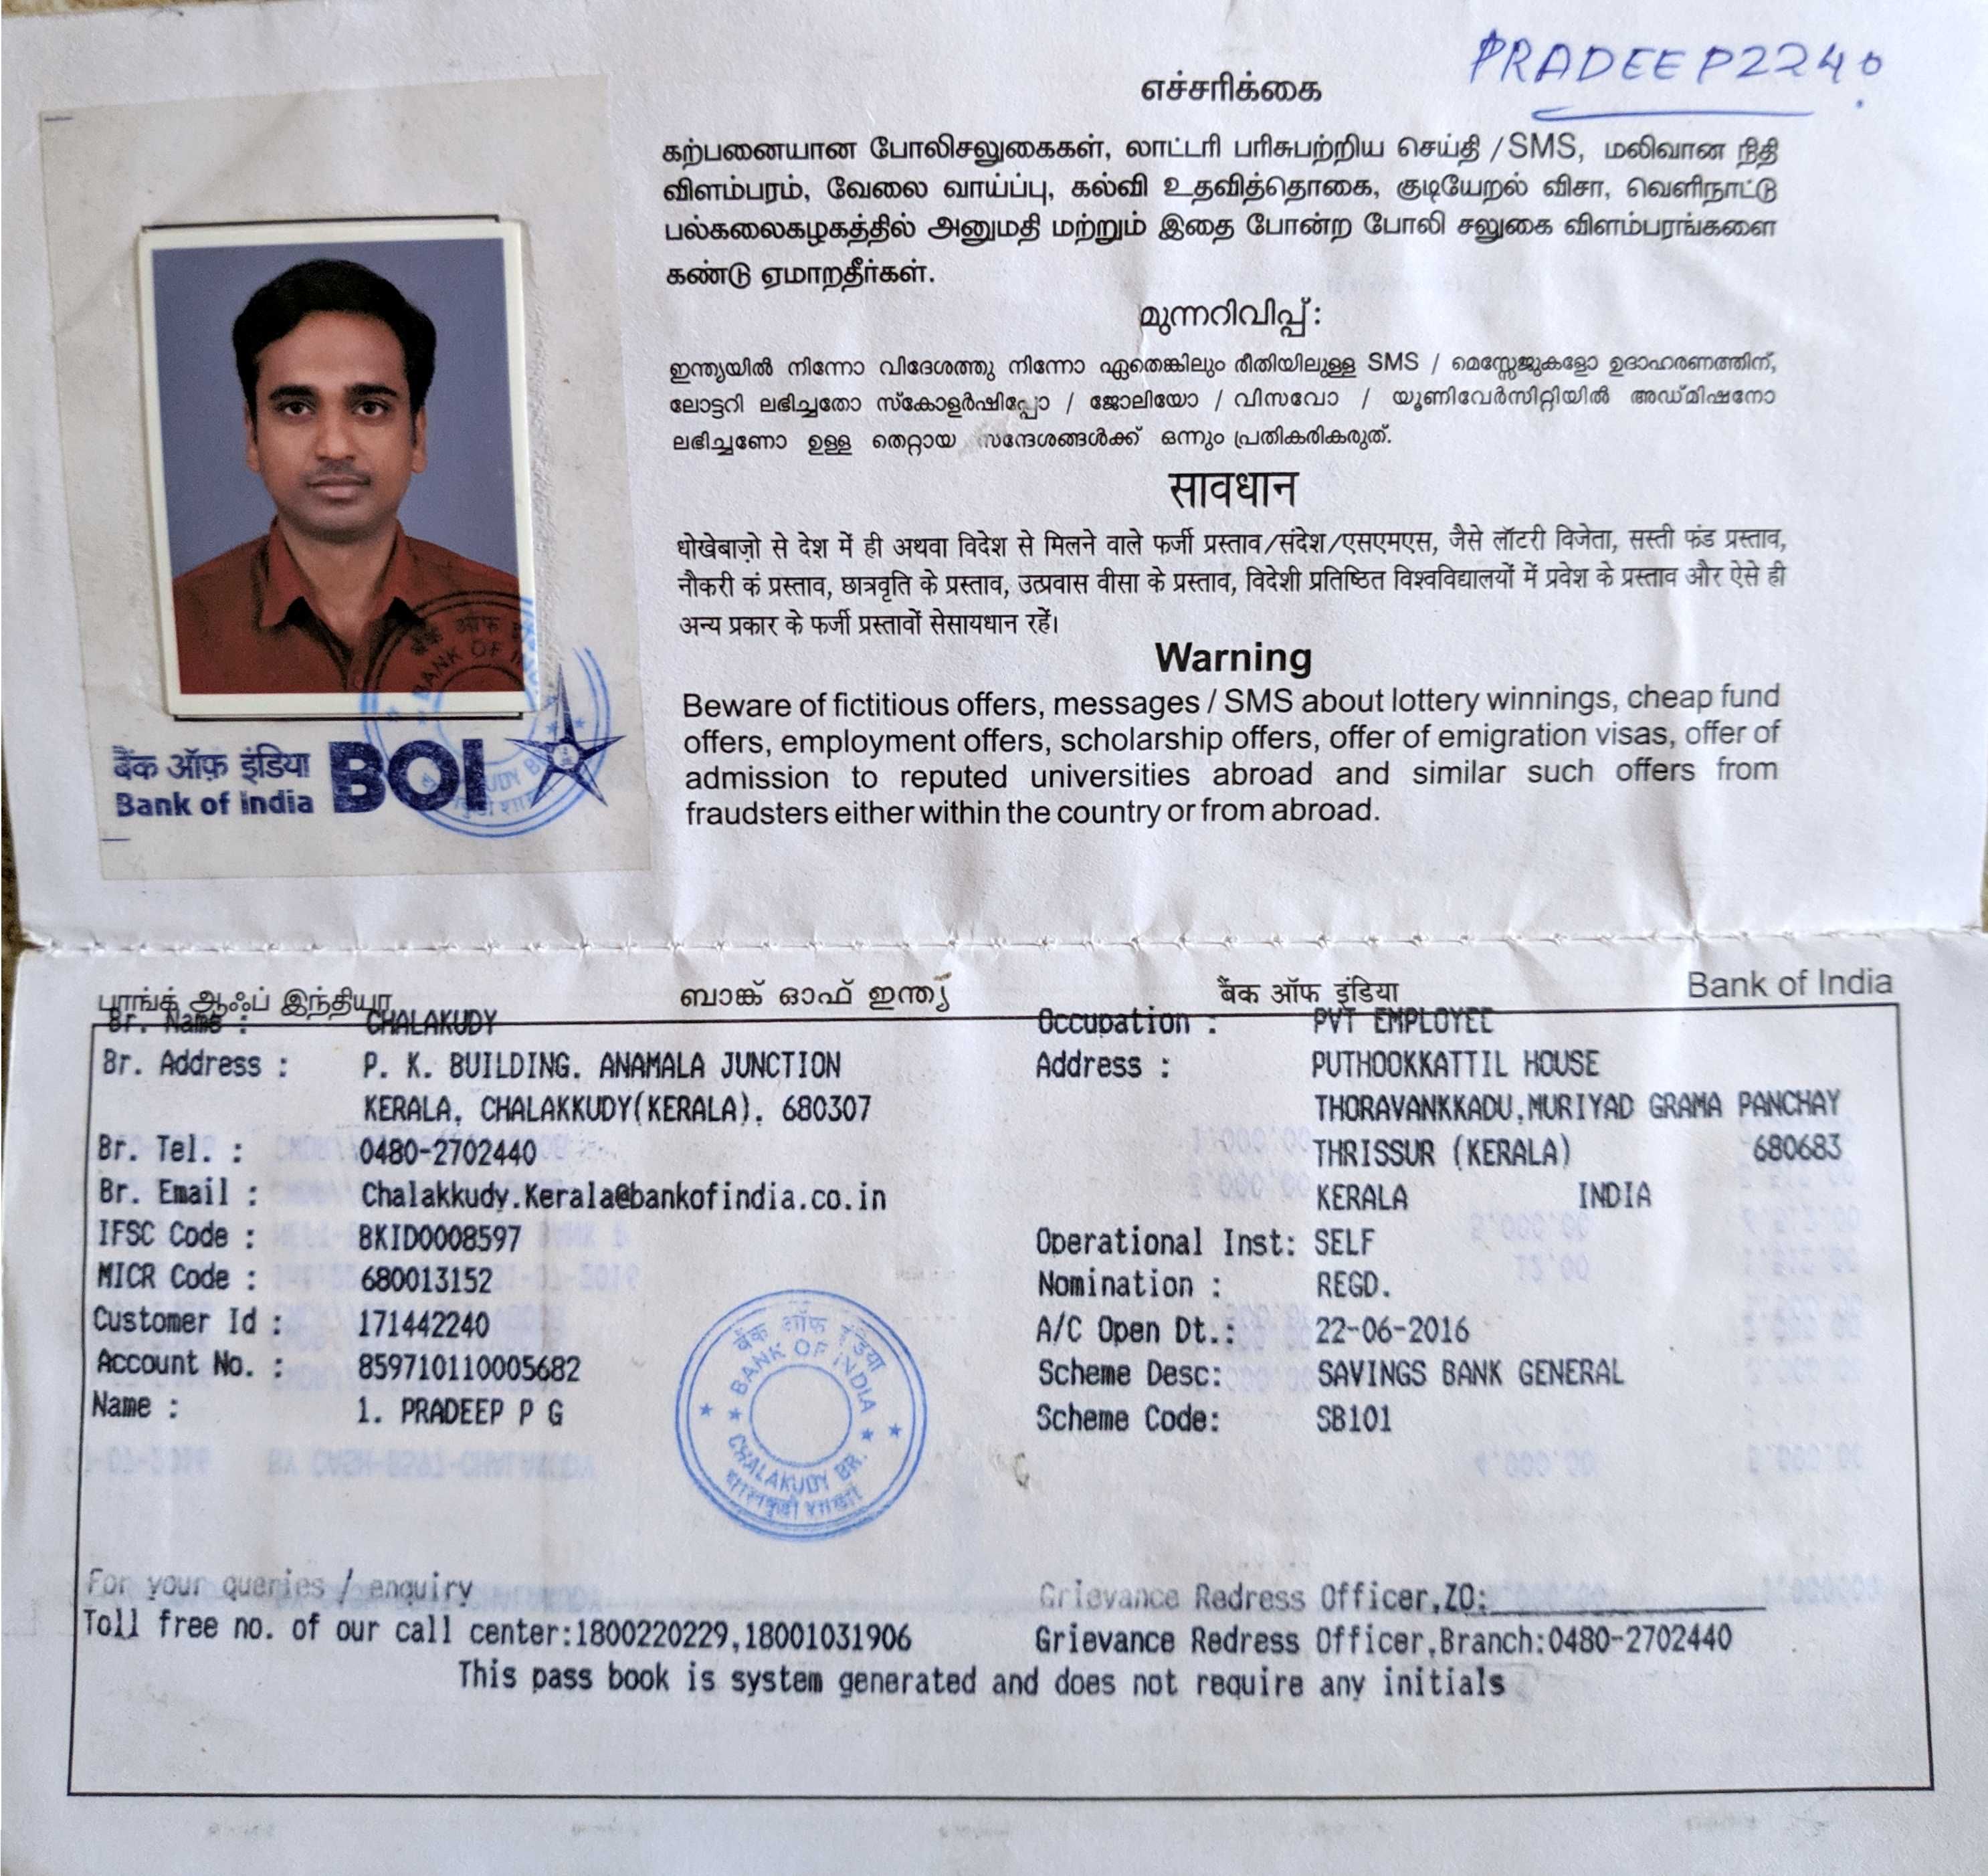 PRADEEP2240
எச்சரிக்கை
கற்பனையான போலிசலுகைகள், லாட்டரி பரிசுபற்றிய செய்தி / SMS, மலிவான நிதி
விளம்பரம், வேலை வாய்ப்பு, கல்வி உதவித்தொகை, குடியேறல் விசா, வெளிநாட்டு
பல்கலைகழகத்தில் அனுமதி மற்றும் இதை போன்ற போலி சலுகை விளம்பரங்களை
கண்டு ஏமாறதீர்கள்.
മുന്നറിവിപ്പ് :
ഇന്ത്യയിൽ നിന്നോ വിദേശത്തു നിന്നോ ഏതെങ്കിലും രീതിയിലുള്ള SMS / മെസ്സേജുകളോ ഉദാഹരണത്തിന്,
ലോട്ടറി ലഭിച്ചതോ സ്കോളർഷിപ്പോ / ജോലിയോ / വിസവോ / യൂണിവേർസിറ്റിയിൽ അഡ്മിഷനോ
ലഭിച്ചണോ ഉള്ള തെറ്റായ സന്ദേശങ്ങൾക്ക് ഒന്നും പ്രതികരികരുത്.
सावधान
धोखेबाज़ो से देश में ही अथवा विदेश से मिलने वाले फर्जी प्रस्ताव/संदेश/एसएमएस, जैसे लॉटरी विजेता, सस्ती फंड प्रस्ताव,
नौकरी कं प्रस्ताव, छात्रवृति के प्रस्ताव, उत्प्रवास वीसा के प्रस्ताव, विदेशी प्रतिष्ठित विश्वविद्यालयों में प्रवेश के प्रस्ताव और ऐसे ही
अन्य प्रकार के फर्जी प्रस्तावों सेसायधान रहें।
Warning
Beware of fictitious offers, messages / SMS about lottery winnings, cheap fund
offers, employment offers, scholarship offers, offer of emigration visas, offer of
admission to reputed universities abroad and similar such offers from
fraudsters either within the country or from abroad.
बैंक ऑफ़ इंडिया BOI
Bank of India
பாங்க் ஆஃப் இந்தியா ബാങ്ക് ഓഫ് ഇന്ത്യ बैंक ऑफ इंडिया Bank of India
Br. Name : CHALAKUDY Occupation : PVT EMPLOYEE
Br. Address : P. K. BUILDING. ANAMALA JUNCTION Address : PUTHOOKKATTIL HOUSE
KERALA, CHALAKKUDY(KERALA). 680307 THORAVANKKADU,MURIYAD GRAMA PANCHAY
Br. Tel. : 0480-2702440 THRISSUR (KERALA) 680683
Br. Email : Chalakkudy.Kerala@bankofindia.co.in KERALA INDIA
IFSC Code : BKID0008597 Operational Inst: SELF
MICR Code : 680013152 Nomination : REGD.
Customer Id : 171442240 A/C Open Dt.: 22-06-2016
Account No. : 859710110005682 Scheme Desc: SAVINGS BANK GENERAL
Name : 1. PRADEEP P G Scheme Code: SB101
बैंक ऑफ इंडिया
BANK OF INDIA
CHALAKUDY BR.
For your queries / enquiry Grievance Redress Officer,ZO:
Toll free no. of our call center:1800220229,18001031906 Grievance Redress Officer,Branch:0480-2702440
This pass book is system generated and does not require any initials